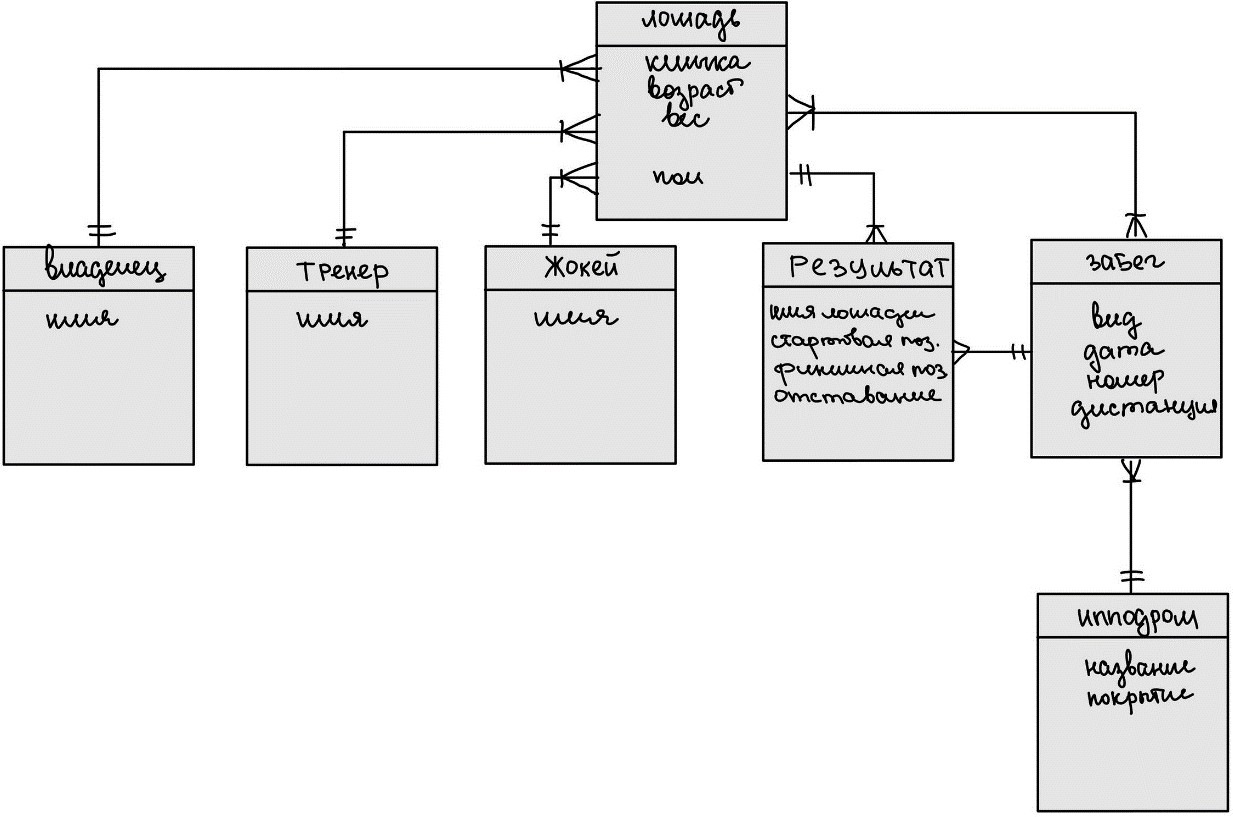 лошадь
кличка
возраст
вес
пол
владелец
имя
Тренер
имя
Жокей
имя
Результат
имя лошади
стартовая поз.
финишная поз
отставание
забег
вид
дата
номер
дистанция
ипподром
название
покрытие